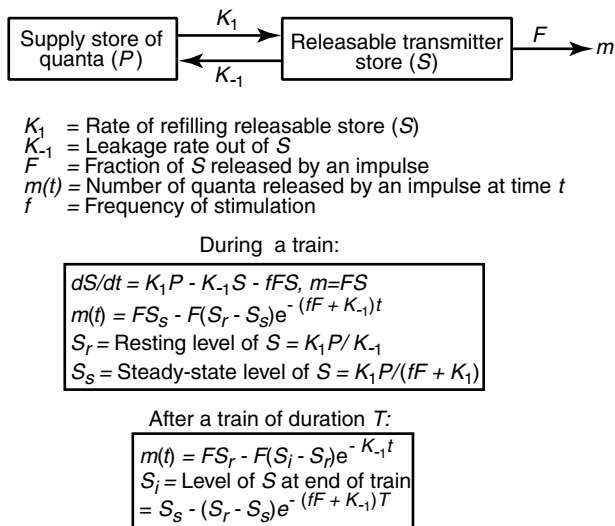 K₁
Supply store of quanta (P)
K₋₁
Releasable transmitter store (S)
F
m
K₁ = Rate of refilling releasable store (S)
K₋₁ = Leakage rate out of S
F = Fraction of S released by an impulse
m(t) = Number of quanta released by an impulse at time t
f = Frequency of stimulation
During a train:
dS/dt = K₁P - K₋₁S - fFS, m=FS
m(t) = FSₛ - F(Sᵣ - Sₛ)e^{- (fF + K₋₁)t}
Sᵣ = Resting level of S = K₁P/ K₋₁
Sₛ = Steady-state level of S = K₁P/(fF + K₁)
After a train of duration T:
m(t) = FSᵣ - F(Sᵢ - Sᵣ)e^{- K₋₁t}
Sᵢ = Level of S at end of train
= Sₛ - (Sᵣ - Sₛ)e^{- (fF + K₋₁)T}